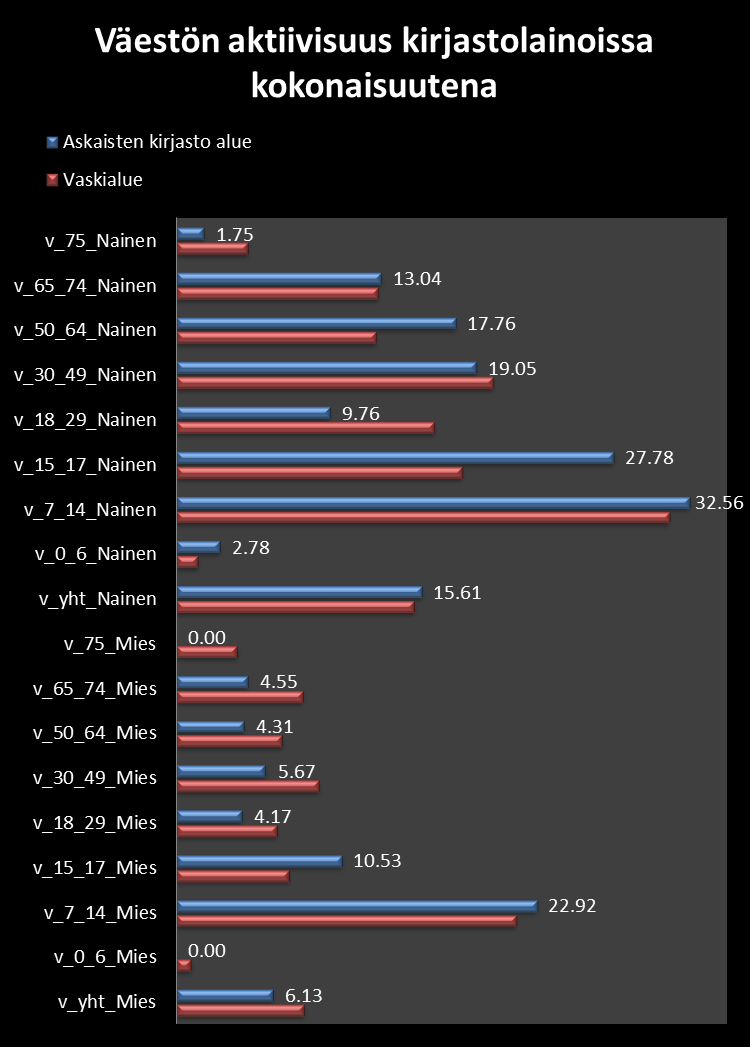 Väestön aktiivisuus kirjastolainoissa
kokonaisuutena
Askaisten kirjasto alue
Vaskialue
v_75_Nainen 1.75
v_65_74_Nainen 13.04
v_50_64_Nainen 17.76
v_30_49_Nainen 19.05
v_18_29_Nainen 9.76
v_15_17_Nainen 27.78
v_7_14_Nainen 32.56
v_0_6_Nainen 2.78
v_yht_Nainen 15.61
v_75_Mies 0.00
v_65_74_Mies 4.55
v_50_64_Mies 4.31
v_30_49_Mies 5.67
v_18_29_Mies 4.17
v_15_17_Mies 10.53
v_7_14_Mies 22.92
v_0_6_Mies 0.00
v_yht_Mies 6.13